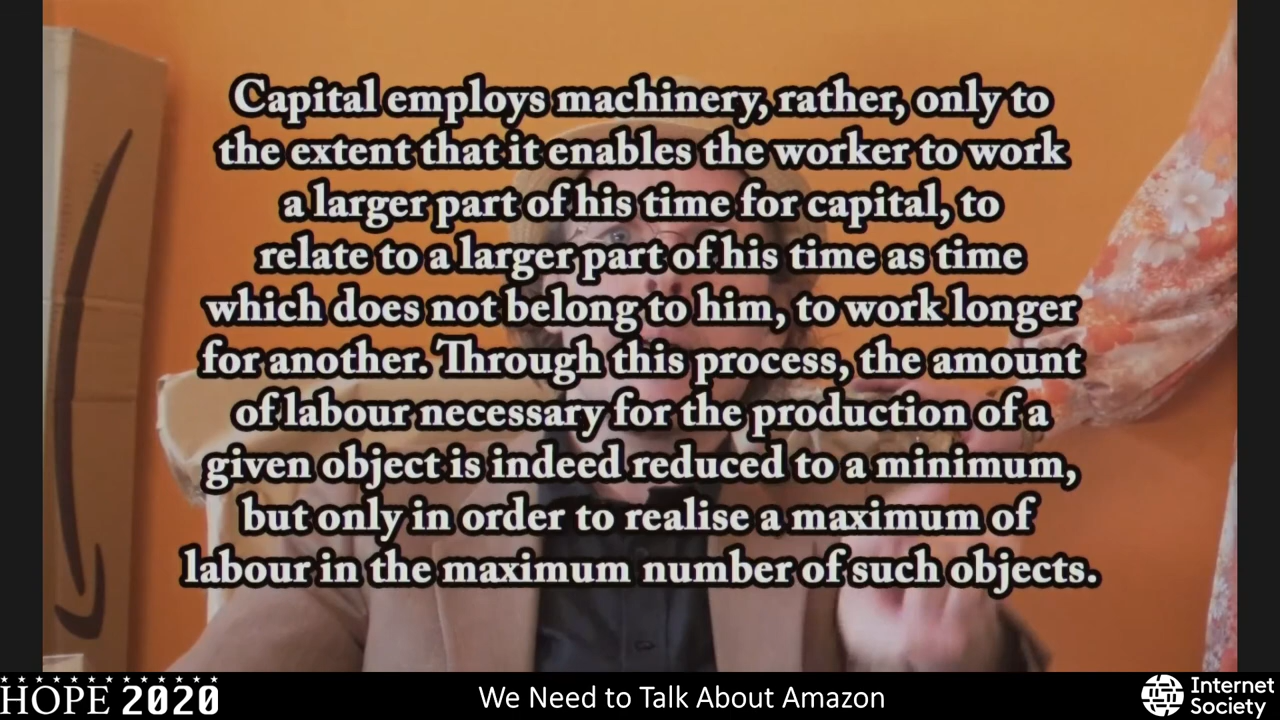 Capital employs machinery, rather, only to
the extent that it enables the worker to work
a larger part of his time for capital, to
relate to a larger part of his time as time
which does not belong to him, to work longer
for another. Through this process, the amount
of labour necessary for the production of a
given object is indeed reduced to a minimum,
but only in order to realise a maximum of
labour in the maximum number of such objects.
HOPE 2020
We Need to Talk About Amazon
Internet
Society